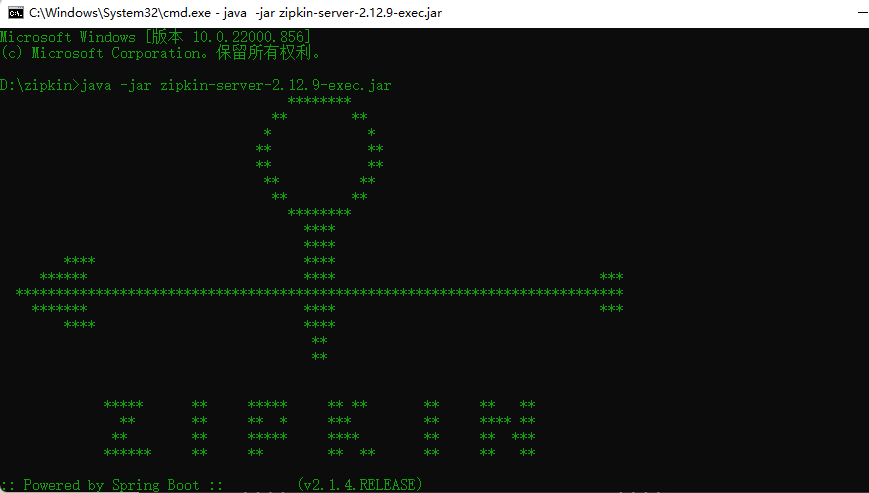 C:\Windows\System32\cmd.exe - java  -jar zipkin-server-2.12.9-exec.jar
Microsoft Windows [版本 10.0.22000.856]
(c) Microsoft Corporation。保留所有权利。
D:\zipkin>java -jar zipkin-server-2.12.9-exec.jar
ZIPKIN
:: Powered by Spring Boot ::         (v2.1.4.RELEASE)